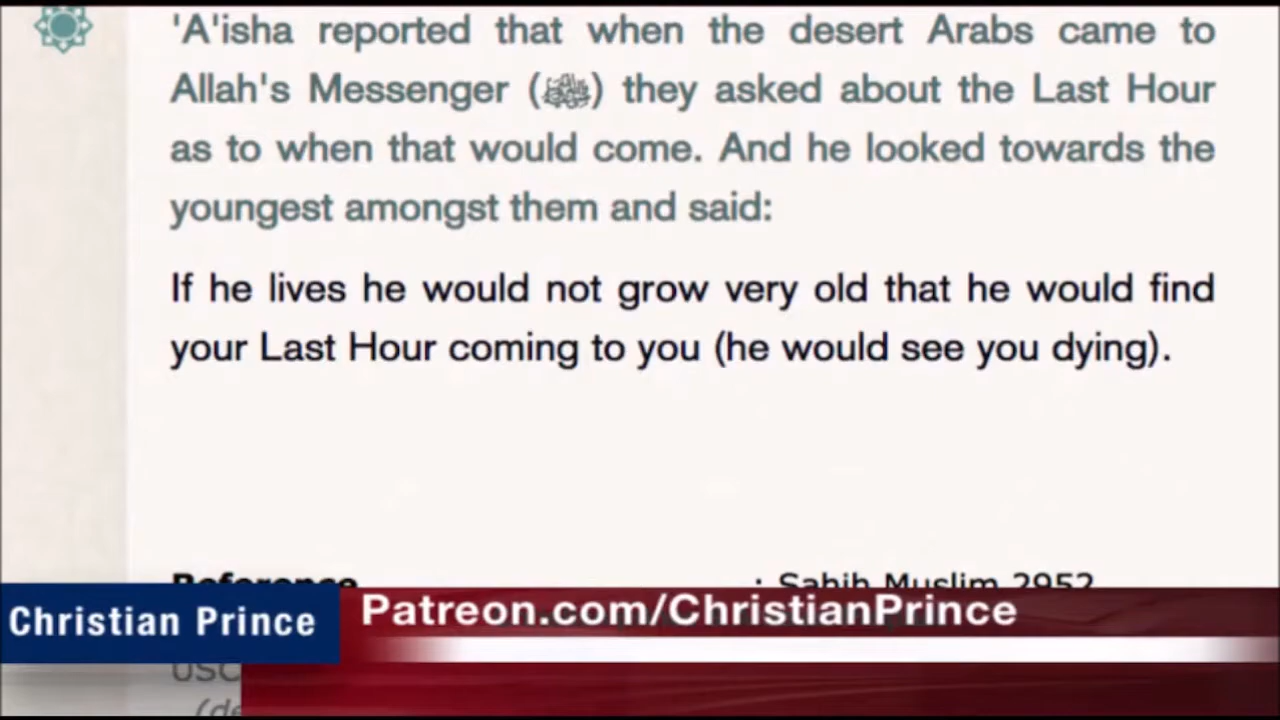 'A'isha reported that when the desert Arabs came to
Allah's Messenger (ﷺ) they asked about the Last Hour
as to when that would come. And he looked towards the
youngest amongst them and said:
If he lives he would not grow very old that he would find
your Last Hour coming to you (he would see you dying).
Reference : Sahih Muslim 2952
Christian Prince
Patreon.com/ChristianPrince
USC
(de